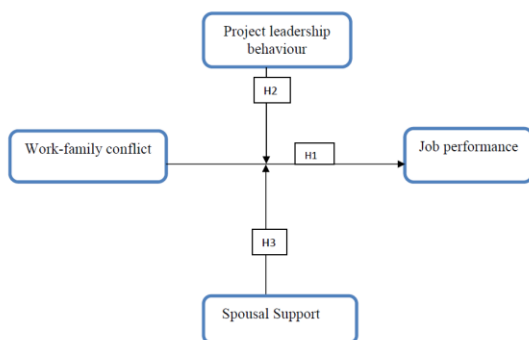 Project leadership
behaviour
H2
Work-family conflict
H1
Job performance
H3
Spousal Support